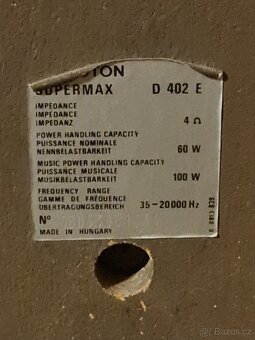 SUPERMAX D 402 E
IMPEDANCE
IMPEDANCE
IMPEDANZ 4 Ω
POWER HANDLING CAPACITY
PUISSANCE NOMINALE
NENNBELASTBARKEIT 60 W
MUSIC POWER HANDLING CAPACITY
PUISSANCE MUSICALE
MUSIKBELASTBARKEIT 100 W
FREQUENCY RANGE
GAMME DE FRÉQUENCE
ÜBERTRAGUNGSBEREICH 35–20000 Hz
N°
MADE IN HUNGARY